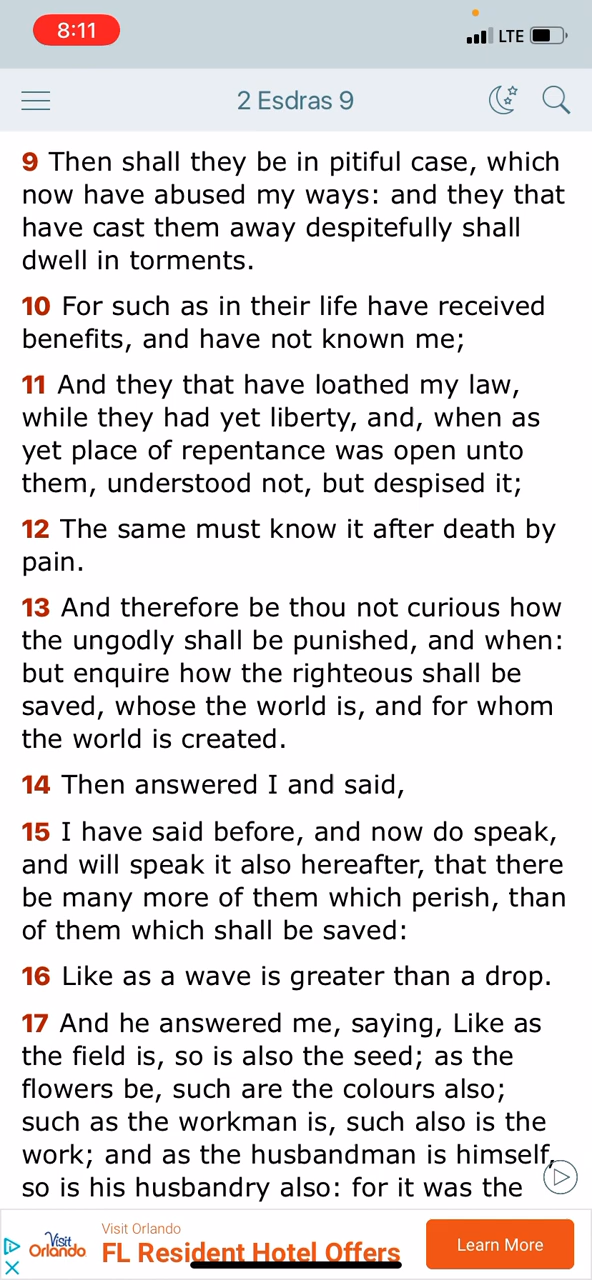 8:11
LTE
2 Esdras 9
9 Then shall they be in pitiful case, which
now have abused my ways: and they that
have cast them away despitefully shall
dwell in torments.
10 For such as in their life have received
benefits, and have not known me;
11 And they that have loathed my law,
while they had yet liberty, and, when as
yet place of repentance was open unto
them, understood not, but despised it;
12 The same must know it after death by
pain.
13 And therefore be thou not curious how
the ungodly shall be punished, and when:
but enquire how the righteous shall be
saved, whose the world is, and for whom
the world is created.
14 Then answered I and said,
15 I have said before, and now do speak,
and will speak it also hereafter, that there
be many more of them which perish, than
of them which shall be saved:
16 Like as a wave is greater than a drop.
17 And he answered me, saying, Like as
the field is, so is also the seed; as the
flowers be, such are the colours also;
such as the workman is, such also is the
work; and as the husbandman is himself,
so is his husbandry also: for it was the
Visit Orlando
Visit
Orlando
FL Resident Hotel Offers
Learn More